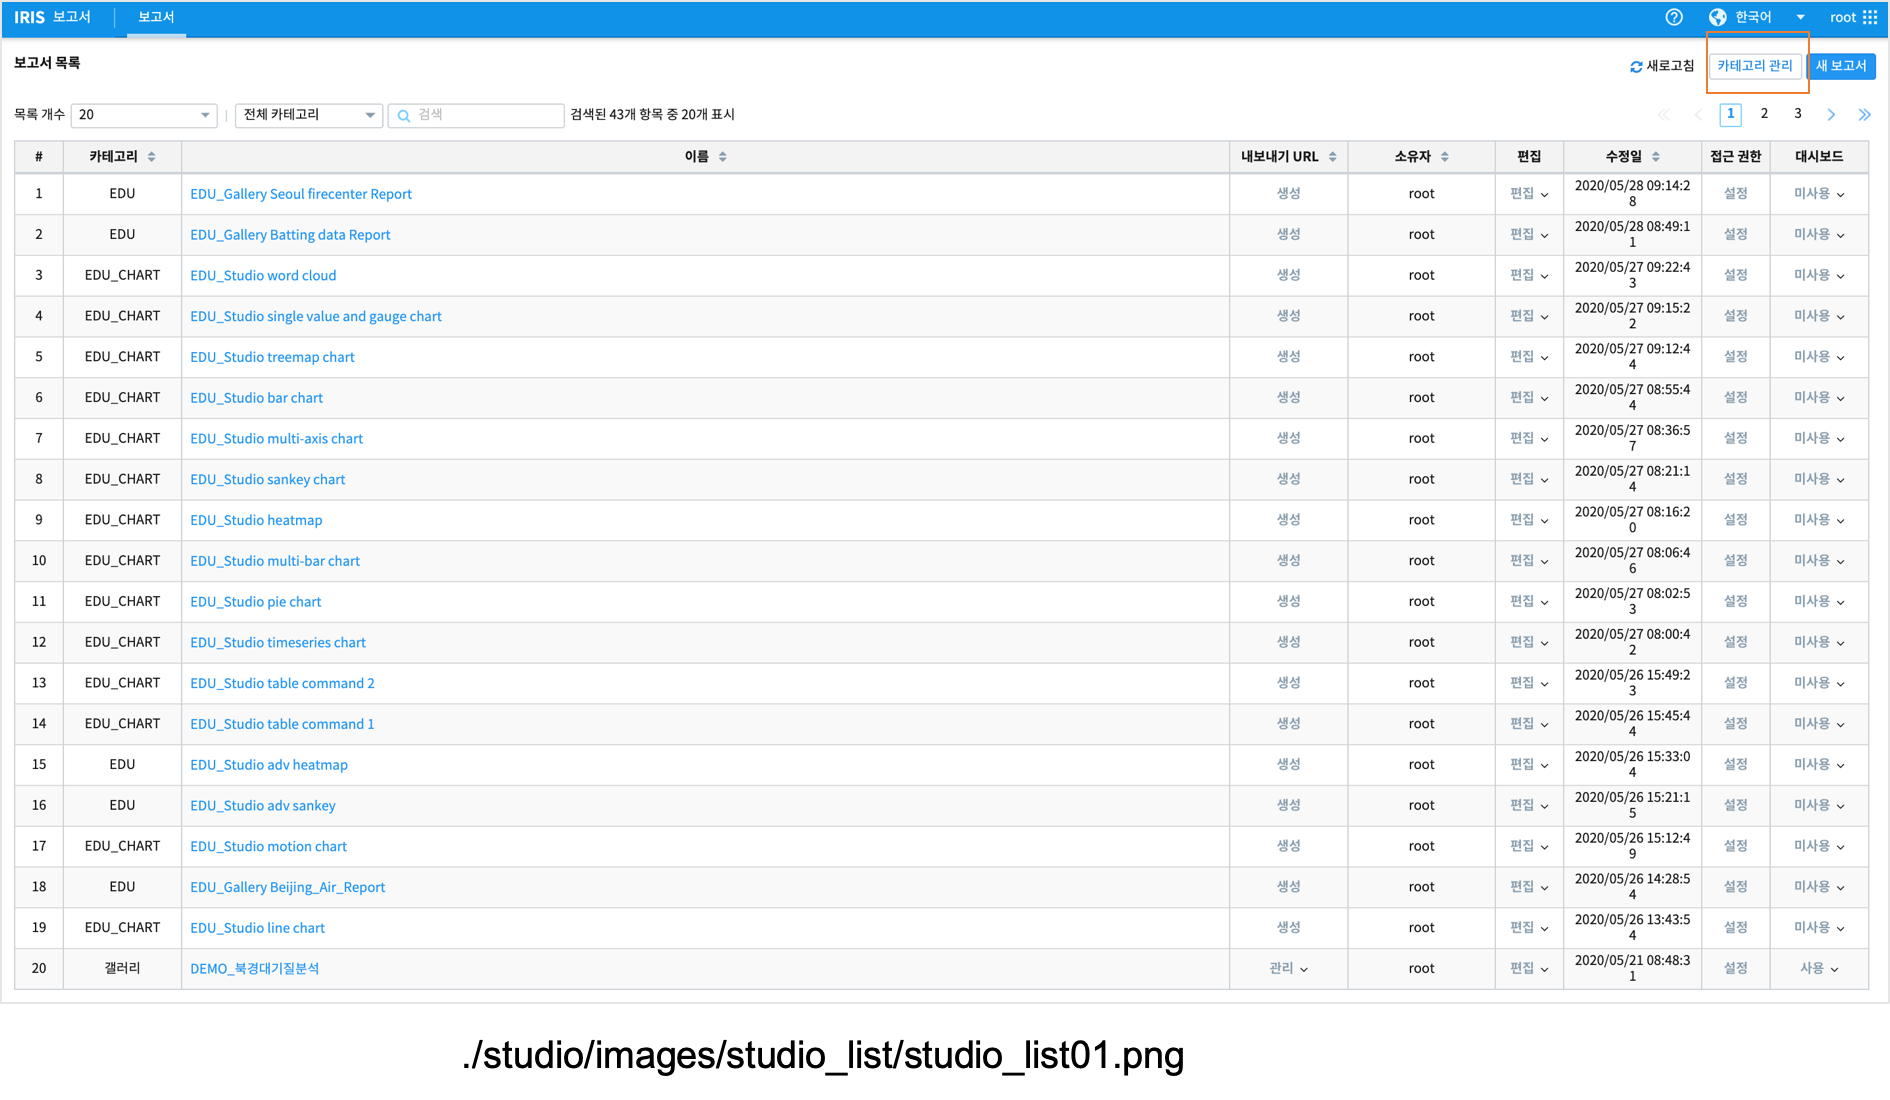 IRIS 보고서 보고서 한국어 root
보고서 목록 새로고침 카테고리 관리 새 보고서
목록 개수 20 전체 카테고리 검색 검색된 43개 항목 중 20개 표시 1 2 3
# 카테고리 이름 내보내기 URL 소유자 편집 수정일 접근 권한 대시보드
1 EDU EDU_Gallery Seoul firecenter Report 생성 root 편집 2020/05/28 09:14:28 설정 미사용
2 EDU EDU_Gallery Batting data Report 생성 root 편집 2020/05/28 08:49:11 설정 미사용
3 EDU_CHART EDU_Studio word cloud 생성 root 편집 2020/05/27 09:22:43 설정 미사용
4 EDU_CHART EDU_Studio single value and gauge chart 생성 root 편집 2020/05/27 09:15:22 설정 미사용
5 EDU_CHART EDU_Studio treemap chart 생성 root 편집 2020/05/27 09:12:44 설정 미사용
6 EDU_CHART EDU_Studio bar chart 생성 root 편집 2020/05/27 08:55:44 설정 미사용
7 EDU_CHART EDU_Studio multi-axis chart 생성 root 편집 2020/05/27 08:36:57 설정 미사용
8 EDU_CHART EDU_Studio sankey chart 생성 root 편집 2020/05/27 08:21:14 설정 미사용
9 EDU_CHART EDU_Studio heatmap 생성 root 편집 2020/05/27 08:16:20 설정 미사용
10 EDU_CHART EDU_Studio multi-bar chart 생성 root 편집 2020/05/27 08:06:46 설정 미사용
11 EDU_CHART EDU_Studio pie chart 생성 root 편집 2020/05/27 08:02:53 설정 미사용
12 EDU_CHART EDU_Studio timeseries chart 생성 root 편집 2020/05/27 08:00:42 설정 미사용
13 EDU_CHART EDU_Studio table command 2 생성 root 편집 2020/05/26 15:49:23 설정 미사용
14 EDU_CHART EDU_Studio table command 1 생성 root 편집 2020/05/26 15:45:44 설정 미사용
15 EDU EDU_Studio adv heatmap 생성 root 편집 2020/05/26 15:33:04 설정 미사용
16 EDU EDU_Studio adv sankey 생성 root 편집 2020/05/26 15:21:15 설정 미사용
17 EDU_CHART EDU_Studio motion chart 생성 root 편집 2020/05/26 15:12:49 설정 미사용
18 EDU EDU_Gallery Beijing_Air_Report 생성 root 편집 2020/05/26 14:28:54 설정 미사용
19 EDU_CHART EDU_Studio line chart 생성 root 편집 2020/05/26 13:43:54 설정 미사용
20 갤러리 DEMO_북경대기질분석 관리 root 편집 2020/05/21 08:48:31 설정 사용
./studio/images/studio_list/studio_list01.png